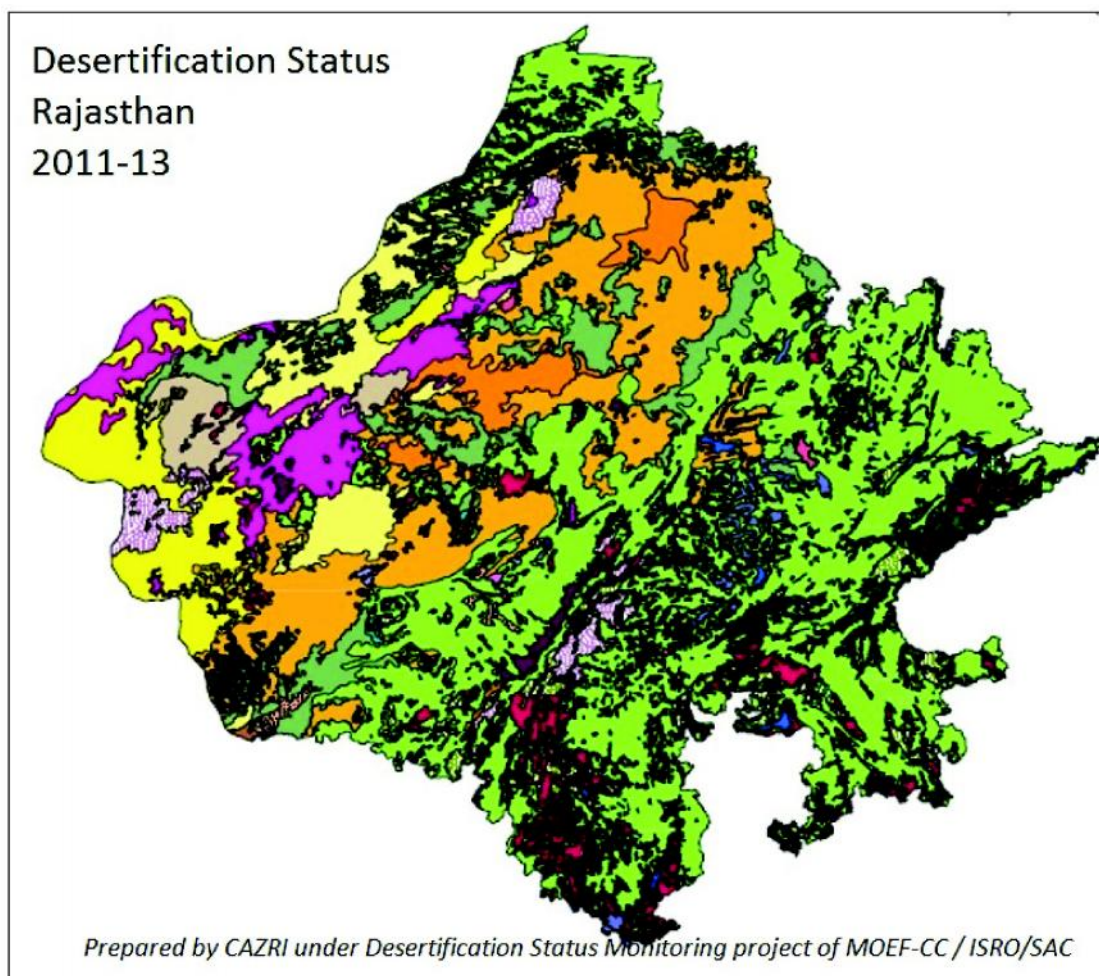 Desertification Status
Rajasthan
2011-13
Prepared by CAZRI under Desertification Status Monitoring project of MOEF-CC / ISRO/SAC